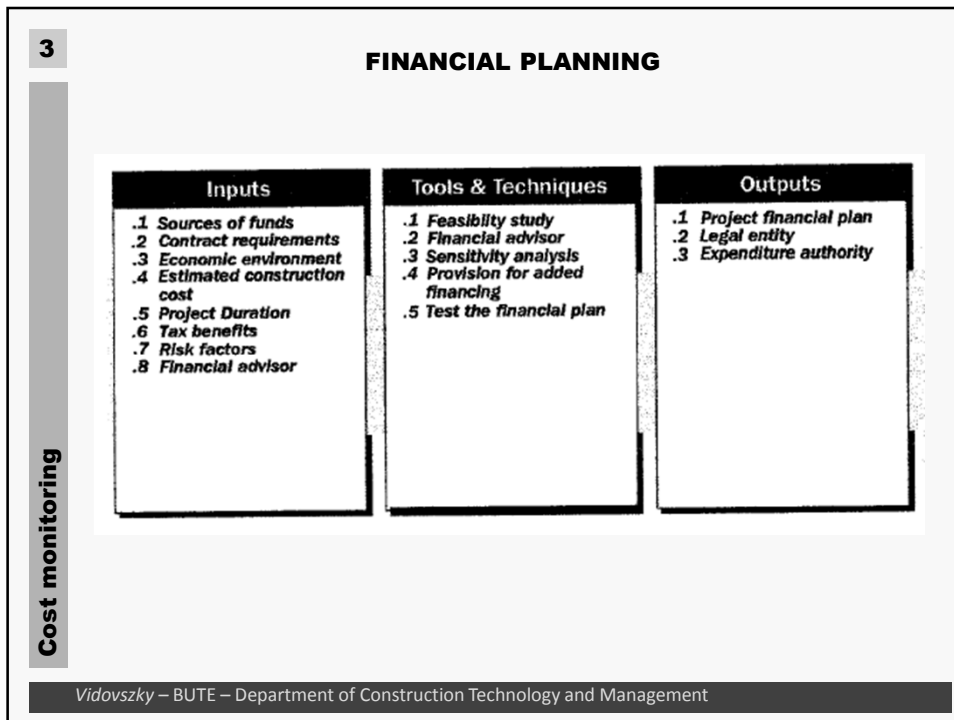 3
FINANCIAL PLANNING
Cost monitoring
Inputs
.1 Sources of funds
.2 Contract requirements
.3 Economic environment
.4 Estimated construction
cost
.5 Project Duration
.6 Tax benefits
.7 Risk factors
.8 Financial advisor
Tools & Techniques
.1 Feasiblity study
.2 Financial advisor
.3 Sensitivity analysis
.4 Provision for added
financing
.5 Test the financial plan
Outputs
.1 Project financial plan
.2 Legal entity
.3 Expenditure authority
Vidovszky – BUTE – Department of Construction Technology and Management